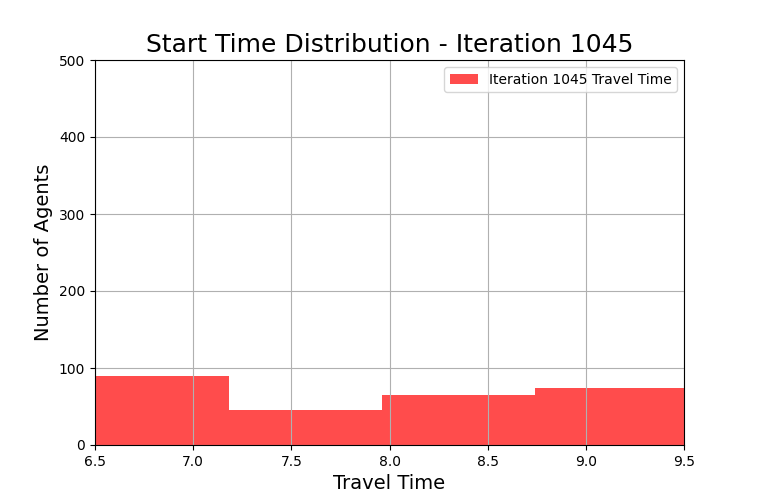 Start Time Distribution - Iteration 1045
Iteration 1045 Travel Time
Number of Agents
500
400
300
200
100
0
6.5 7.0 7.5 8.0 8.5 9.0 9.5
Travel Time